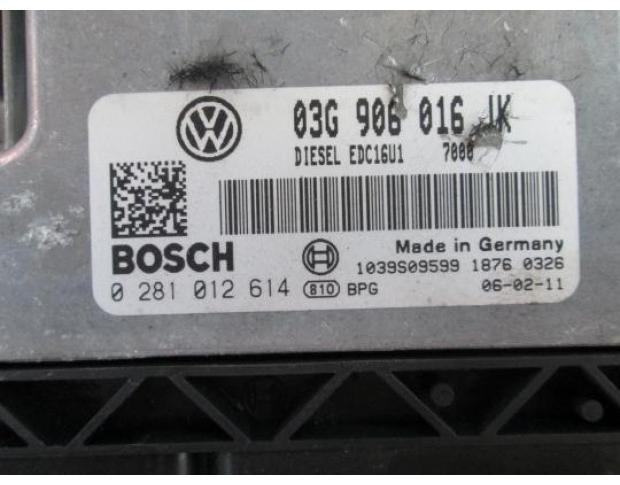 03G 906 016 JK
DIESEL EDC16U1 7000
BOSCH
Made in Germany
1039S09599 1876 0326
0 281 012 614 810 BPG 06-02-11